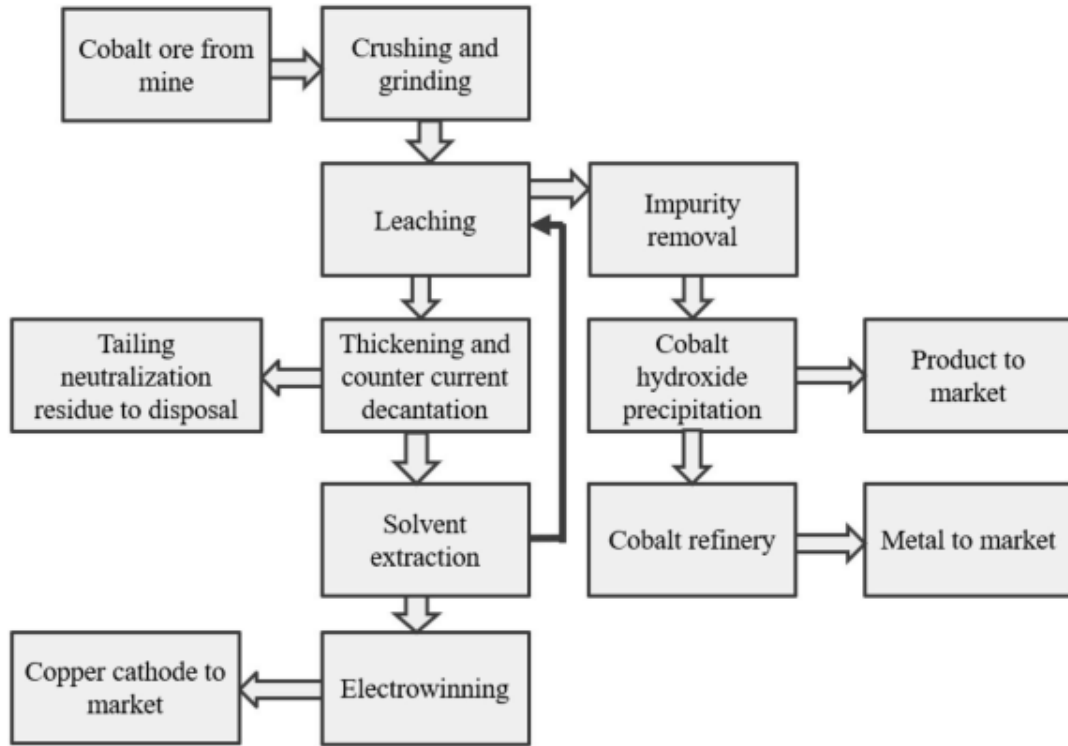 Cobalt ore from
mine
Crushing and
grinding
Leaching
Impurity
removal
Tailing
neutralization
residue to disposal
Thickening and
counter current
decantation
Cobalt
hydroxide
precipitation
Product to
market
Solvent
extraction
Cobalt refinery
Metal to market
Copper cathode to
market
Electrowinning